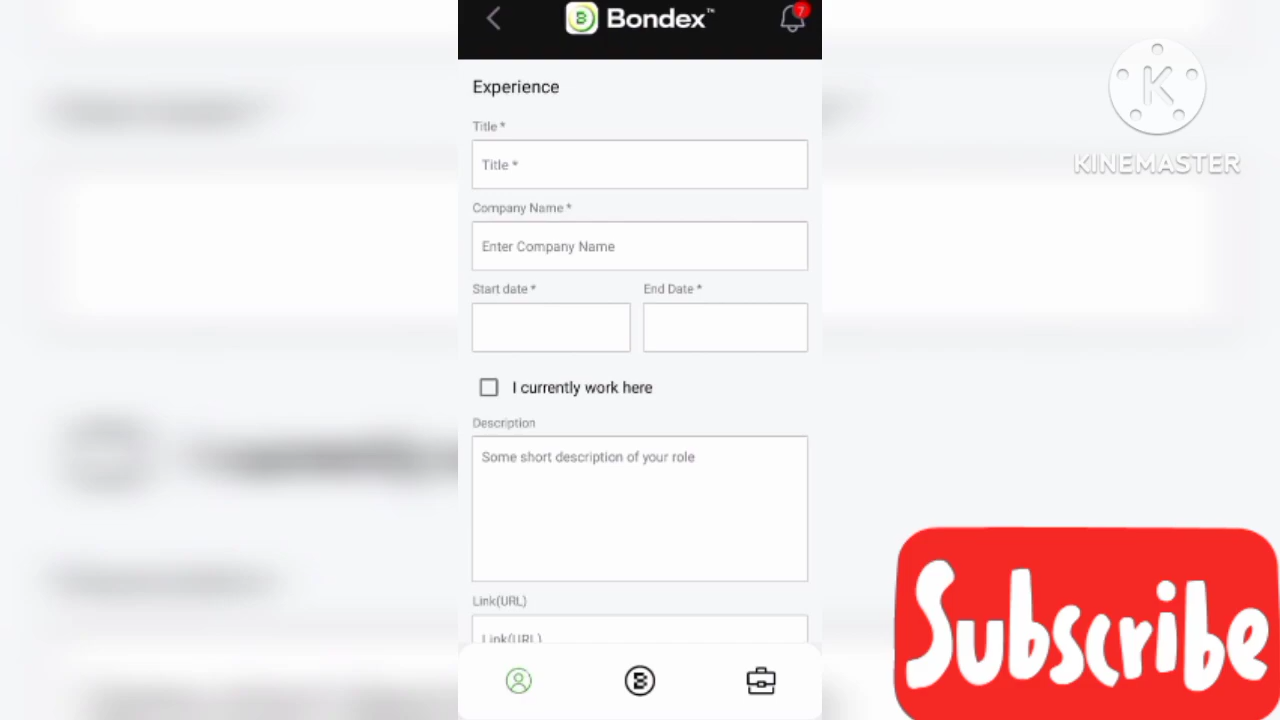 Bondex™
7
Experience
Title *
Title *
Company Name *
Enter Company Name
Start date * End Date *
I currently work here
Description
Some short description of your role
Link(URL)
Link(URL)
K
KINEMASTER
Subscribe